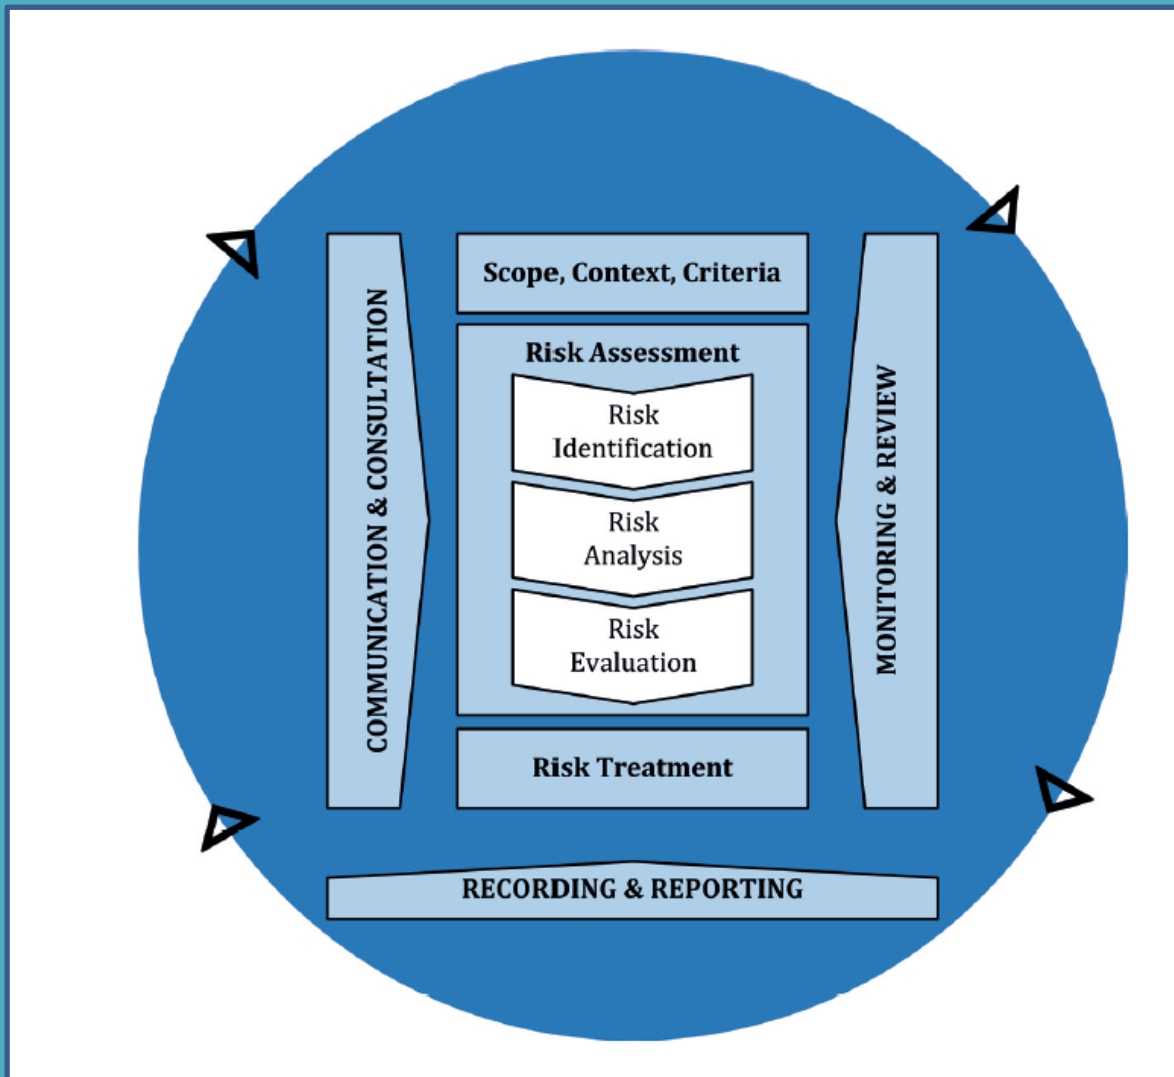 COMMUNICATION & CONSULTATION
Scope, Context, Criteria
Risk Assessment
Risk
Identification
Risk
Analysis
Risk
Evaluation
Risk Treatment
MONITORING & REVIEW
RECORDING & REPORTING